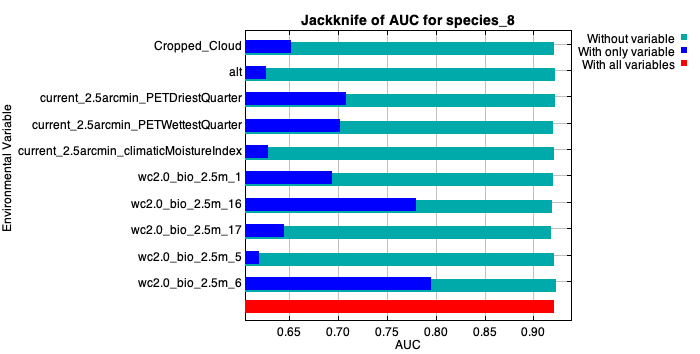 Jackknife of AUC for species_8
Without variable
With only variable
With all variables
Environmental Variable
Cropped_Cloud
alt
current_2.5arcmin_PETDriestQuarter
current_2.5arcmin_PETWettestQuarter
current_2.5arcmin_climaticMoistureIndex
wc2.0_bio_2.5m_1
wc2.0_bio_2.5m_16
wc2.0_bio_2.5m_17
wc2.0_bio_2.5m_5
wc2.0_bio_2.5m_6
0.65 0.70 0.75 0.80 0.85 0.90
AUC